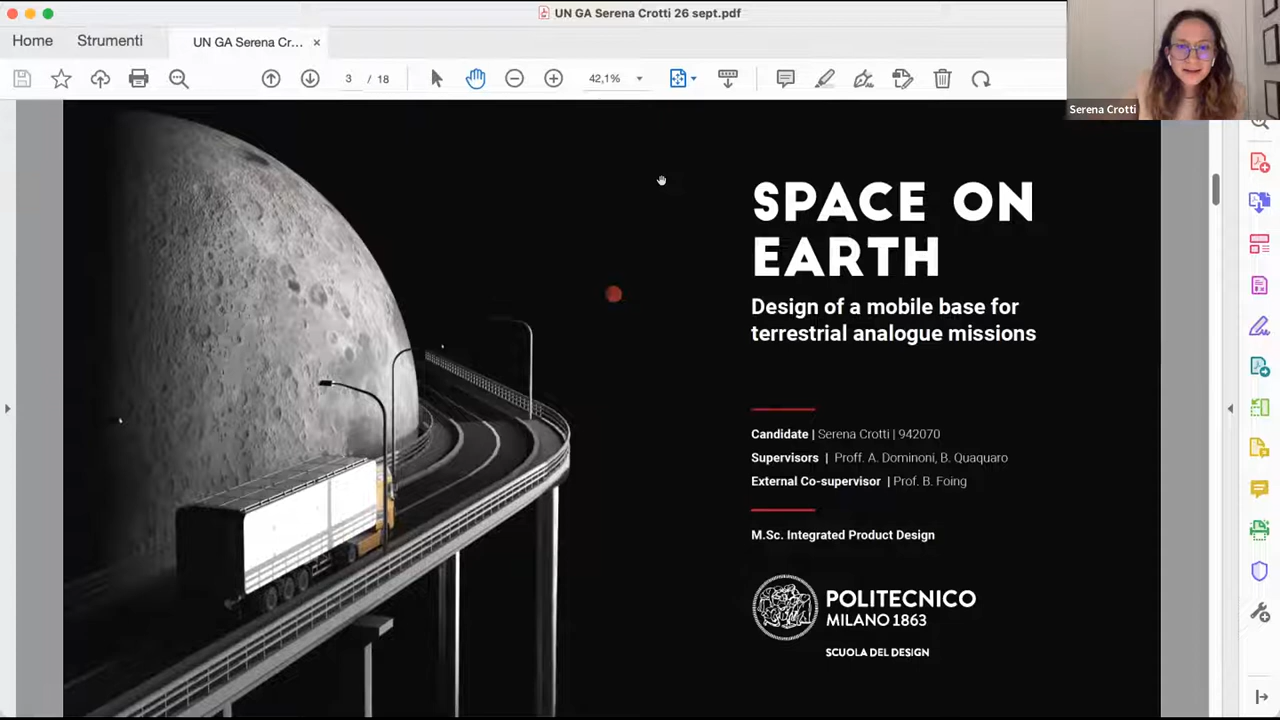 UN GA Serena Crotti 26 sept.pdf
Home
Strumenti
UN GA Serena Cr...
3 / 18
42,1%
Serena Crotti
SPACE ON
EARTH
Design of a mobile base for
terrestrial analogue missions
Candidate | Serena Crotti | 942070
Supervisors | Proff. A. Dominoni, B. Quaquaro
External Co-supervisor | Prof. B. Foing
M.Sc. Integrated Product Design
POLITECNICO
MILANO 1863
SCUOLA DEL DESIGN